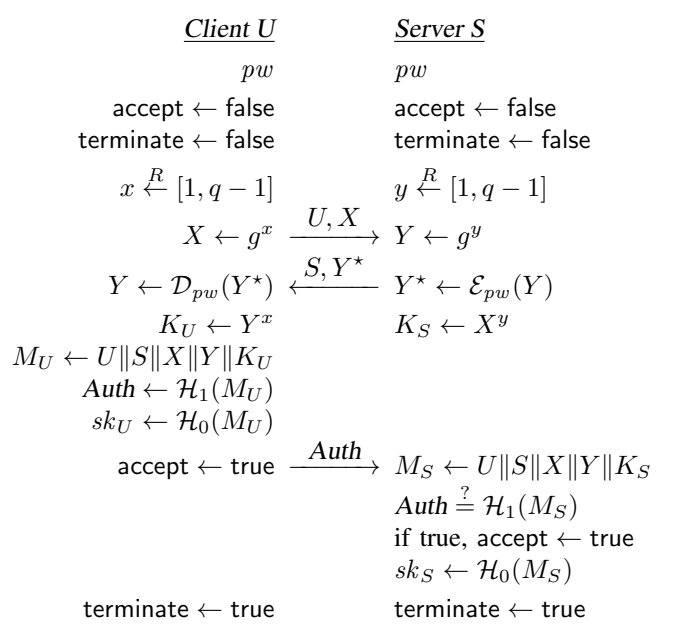 Client U Server S
pw pw
accept ← false accept ← false
terminate ← false terminate ← false
x ←R [1, q − 1] y ←R [1, q − 1]
X ← g^x U, X Y ← g^y
Y ← 𝒟_pw(Y⋆) S, Y⋆ Y⋆ ← ℰ_pw(Y)
K_U ← Y^x K_S ← X^y
M_U ← U‖S‖X‖Y‖K_U
Auth ← ℋ_1(M_U)
sk_U ← ℋ_0(M_U)
accept ← true Auth M_S ← U‖S‖X‖Y‖K_S
Auth =? ℋ_1(M_S)
if true, accept ← true
sk_S ← ℋ_0(M_S)
terminate ← true terminate ← true